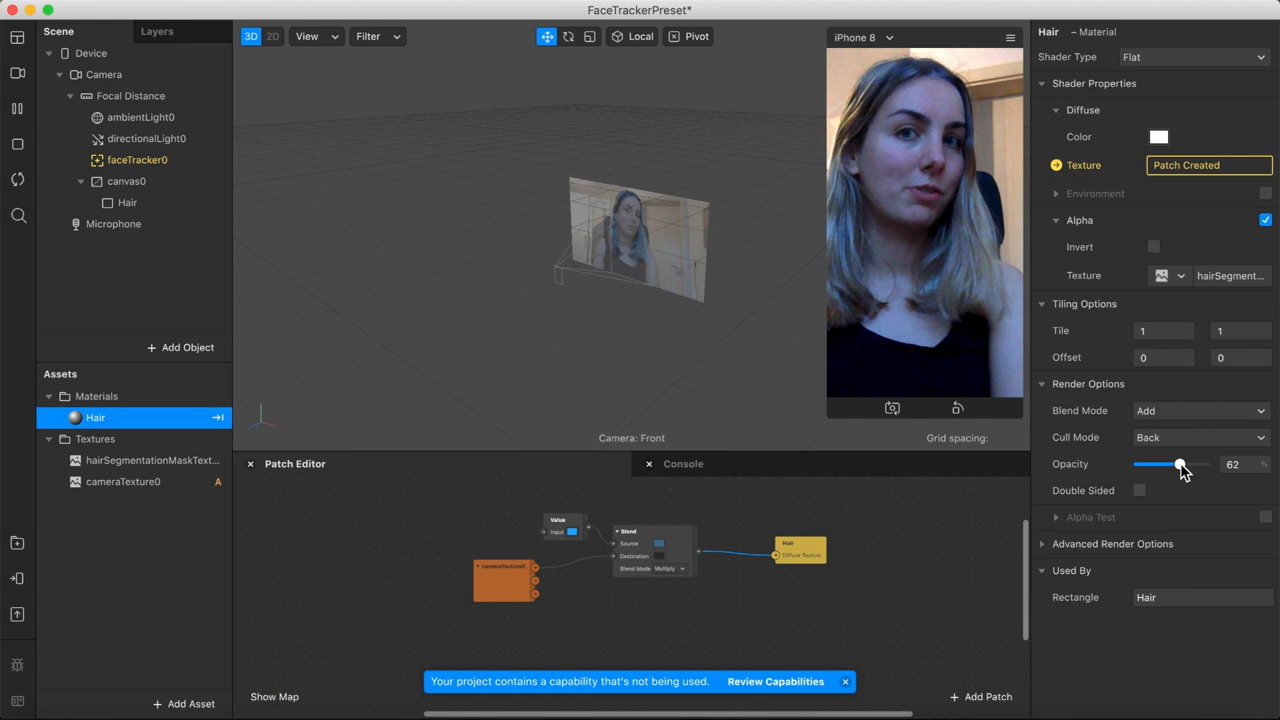 FaceTrackerPreset*
Scene
Layers
Device
Camera
Focal Distance
ambientLight0
directionalLight0
faceTracker0
canvas0
Hair
Microphone
+ Add Object
Assets
Materials
Hair
Textures
hairSegmentationMaskText...
cameraTexture0
A
+ Add Asset
3D
2D
View
Filter
Local
Pivot
iPhone 8
Camera: Front
Grid spacing:
Patch Editor
Console
Value
Input
cameraTexture0
Blend
Source
Destination
Blend Mode Multiply
Hair
Diffuse Texture
Your project contains a capability that's not being used. Review Capabilities
Show Map
+ Add Patch
Hair – Material
Shader Type Flat
Shader Properties
Diffuse
Color
Texture Patch Created
Environment
Alpha
Invert
Texture hairSegment...
Tiling Options
Tile 1 1
Offset 0 0
Render Options
Blend Mode Add
Cull Mode Back
Opacity 62 %
Double Sided
Alpha Test
Advanced Render Options
Used By
Rectangle Hair